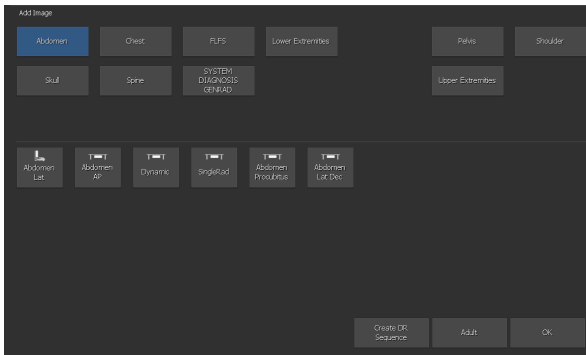 Add Image
Abdomen
Chest
FLFS
Lower Extremities
Pelvis
Shoulder
Skull
Spine
SYSTEM
DIAGNOSIS
GENRAD
Upper Extremities
Abdomen
Lat
Abdomen
AP
Dynamic
SingleRad
Abdomen
Procubitus
Abdomen
Lat Dec
Create DR
Sequence
Adult
OK